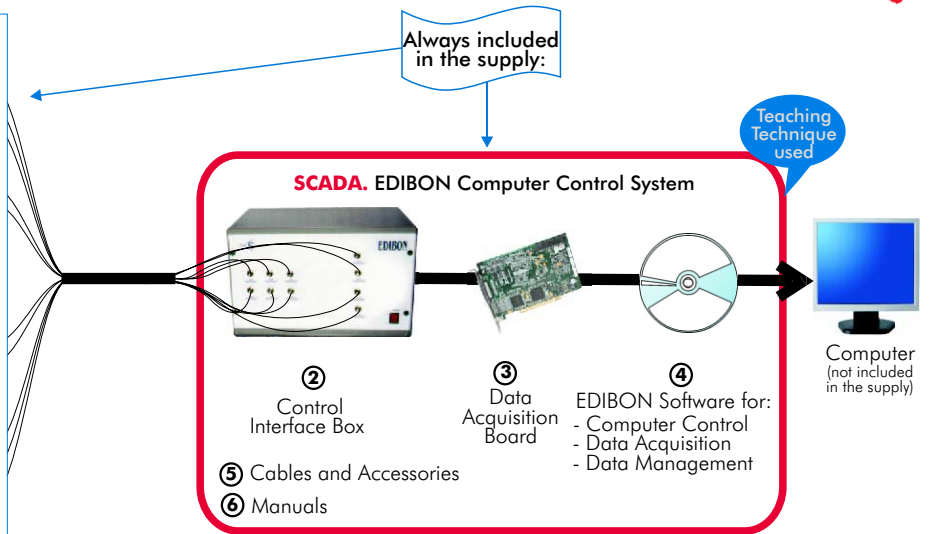 Always included
in the supply:
Teaching
Technique
used
SCADA. EDIBON Computer Control System
EDIBON
2
Control
Interface Box
3
Data
Acquisition
Board
4
EDIBON Software for:
- Computer Control
- Data Acquisition
- Data Management
Computer
(not included
in the supply)
5 Cables and Accessories
6 Manuals